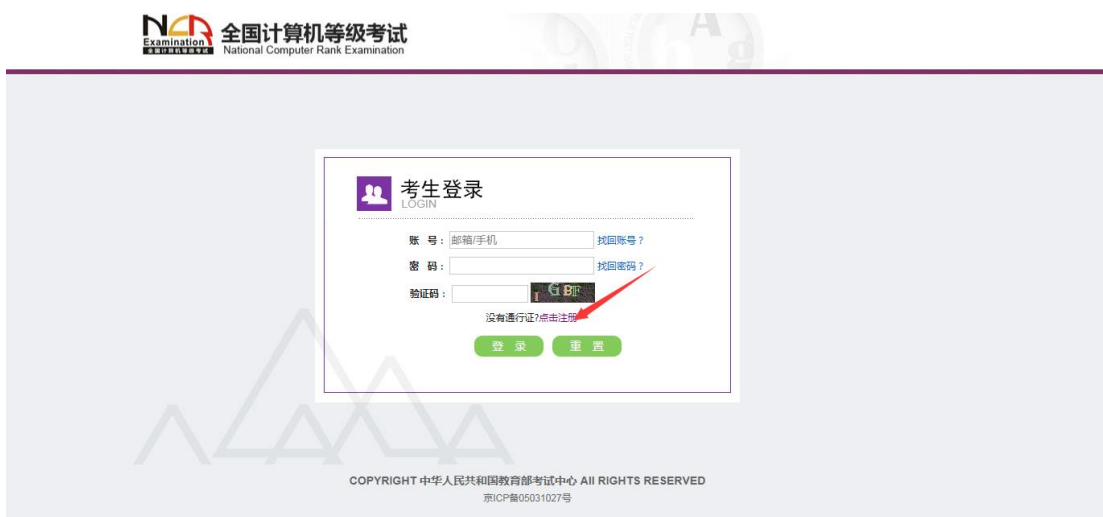 NCR
Examination
全国计算机等级考试
全国计算机等级考试
National Computer Rank Examination
A
g
考生登录
LOGIN
账 号：邮箱/手机 找回账号？
密 码： 找回密码？
验证码： I G B F
没有通行证?点击注册
登 录 重 置
COPYRIGHT 中华人民共和国教育部考试中心 All RIGHTS RESERVED
京ICP备05031027号